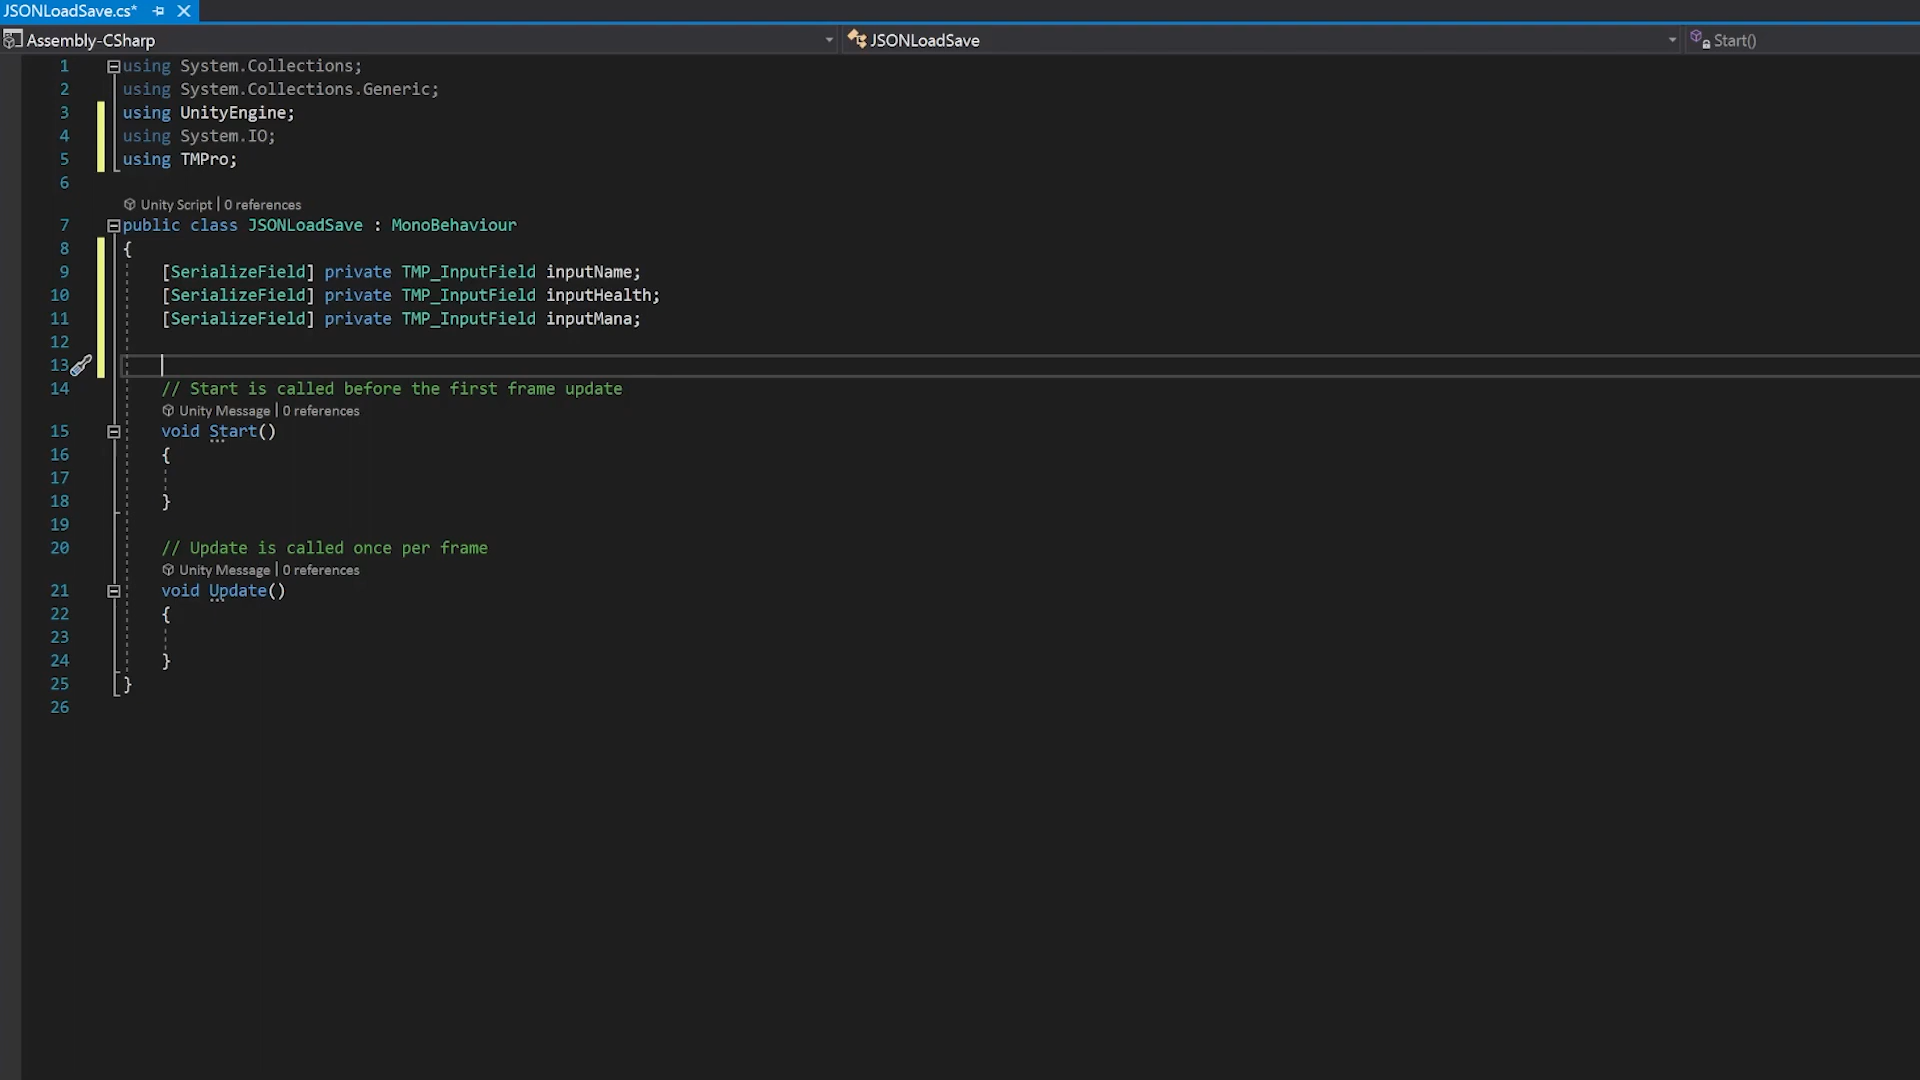 JSONLoadSave.cs*
Assembly-CSharp JSONLoadSave Start()
1 using System.Collections;
2 using System.Collections.Generic;
3 using UnityEngine;
4 using System.IO;
5 using TMPro;
6
Unity Script | 0 references
7 public class JSONLoadSave : MonoBehaviour
8 {
9 [SerializeField] private TMP_InputField inputName;
10 [SerializeField] private TMP_InputField inputHealth;
11 [SerializeField] private TMP_InputField inputMana;
12
13
14 // Start is called before the first frame update
Unity Message | 0 references
15 void Start()
16 {
17
18 }
19
20 // Update is called once per frame
Unity Message | 0 references
21 void Update()
22 {
23
24 }
25 }
26